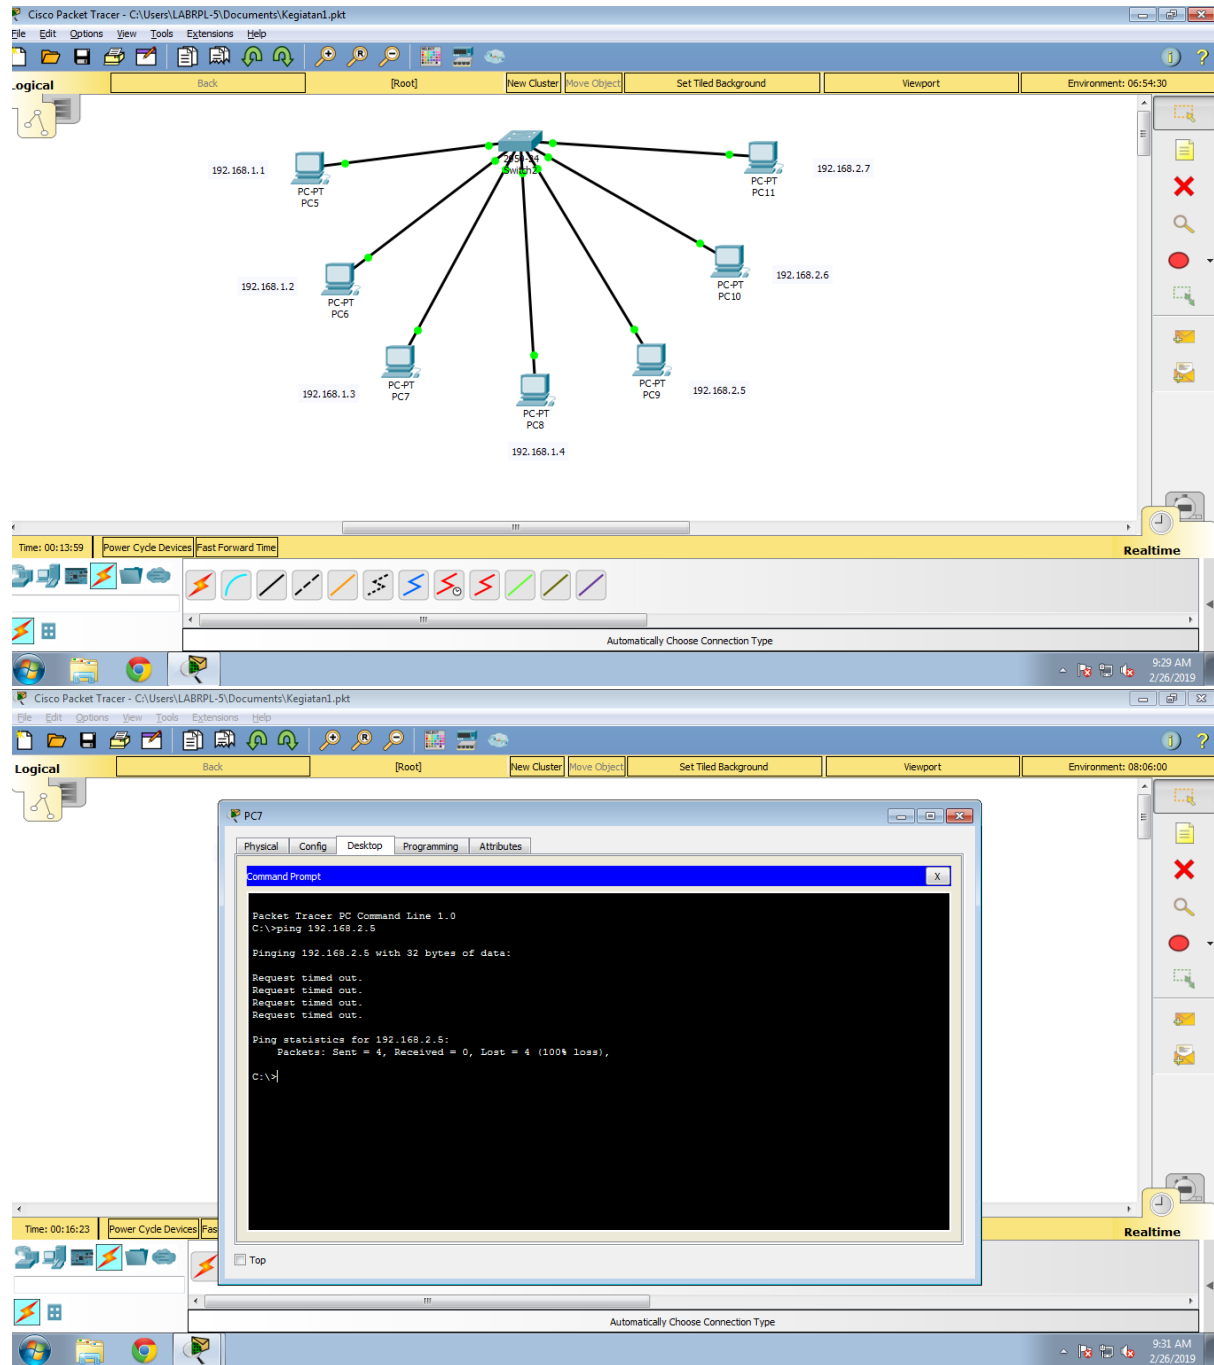 Cisco Packet Tracer - C:\Users\LABRPL-5\Documents\Kegiatan1.pkt
File Edit Options View Tools Extensions Help
Logical Back [Root] New Cluster Move Object Set Tiled Background Viewport Environment: 06:54:30
2950-24
Switch2
192.168.1.1
PC-PT
PC5
PC-PT
PC11
192.168.2.7
192.168.1.2
PC-PT
PC6
PC-PT
PC10
192.168.2.6
192.168.1.3
PC-PT
PC7
PC-PT
PC9
192.168.2.5
PC-PT
PC8
192.168.1.4
Time: 00:13:59 Power Cycle Devices Fast Forward Time Realtime
Automatically Choose Connection Type
9:29 AM
2/26/2019
Cisco Packet Tracer - C:\Users\LABRPL-5\Documents\Kegiatan1.pkt
File Edit Options View Tools Extensions Help
Logical Back [Root] New Cluster Move Object Set Tiled Background Viewport Environment: 08:06:00
PC7
Physical Config Desktop Programming Attributes
Command Prompt X
Packet Tracer PC Command Line 1.0
C:\>ping 192.168.2.5
Pinging 192.168.2.5 with 32 bytes of data:
Request timed out.
Request timed out.
Request timed out.
Request timed out.
Ping statistics for 192.168.2.5:
Packets: Sent = 4, Received = 0, Lost = 4 (100% loss),
C:\>
Time: 00:16:23 Power Cycle Devices Fas Realtime
Top
Automatically Choose Connection Type
9:31 AM
2/26/2019